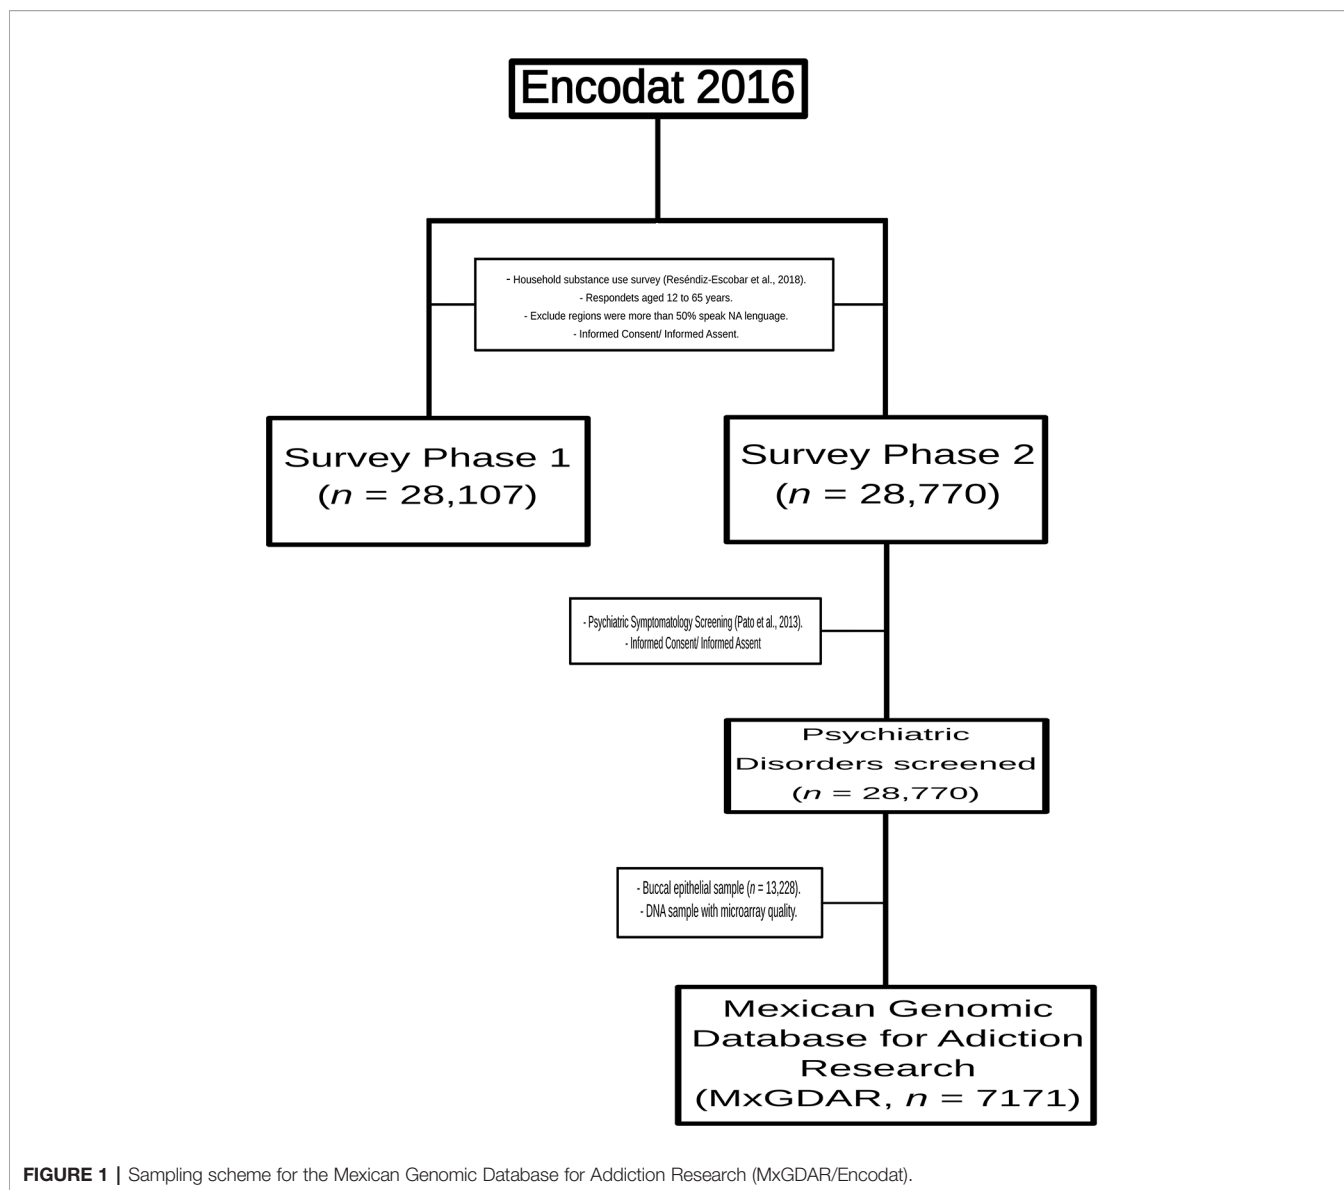 Encodat 2016
- Household substance use survey (Reséndiz-Escobar et al., 2018).
- Respondets aged 12 to 65 years.
- Exclude regions were more than 50% speak NA lenguage.
- Informed Consent/ Informed Assent.
Survey Phase 1
(n = 28,107)
Survey Phase 2
(n = 28,770)
- Psychiatric Symptomatology Screening (Pato et al., 2013).
- Informed Consent/ Informed Assent
Psychiatric
Disorders screened
(n = 28,770)
- Buccal epithelial sample (n = 13,228).
- DNA sample with microarray quality.
Mexican Genomic
Database for Adiction
Research
(MxGDAR, n = 7171)
FIGURE 1 | Sampling scheme for the Mexican Genomic Database for Addiction Research (MxGDAR/Encodat).